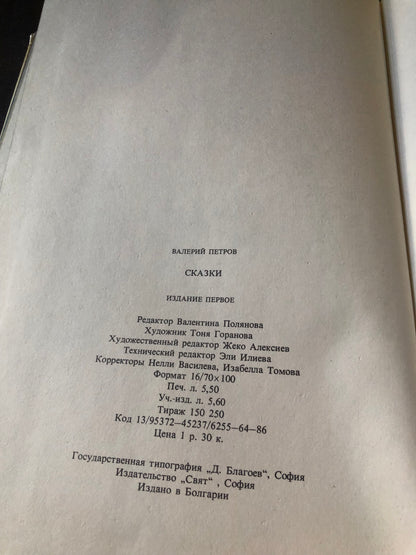 ВАЛЕРИЙ ПЕТРОВ
СКАЗКИ
ИЗДАНИЕ ПЕРВОЕ
Редактор Валентина Полянова
Художник Тоня Горанова
Художественный редактор Жеко Алексиев
Технический редактор Эли Илиева
Корректоры Нелли Василева, Изабелла Томова
Формат 16/70×100
Печ. л. 5,50
Уч.-изд. л. 5,60
Тираж 150 250
Код 13/95372—45237/6255—64—86
Цена 1 р. 30 к.
Государственная типография „Д. Благоев“, София
Издательство „Свят“ , София
Издано в Болгарии